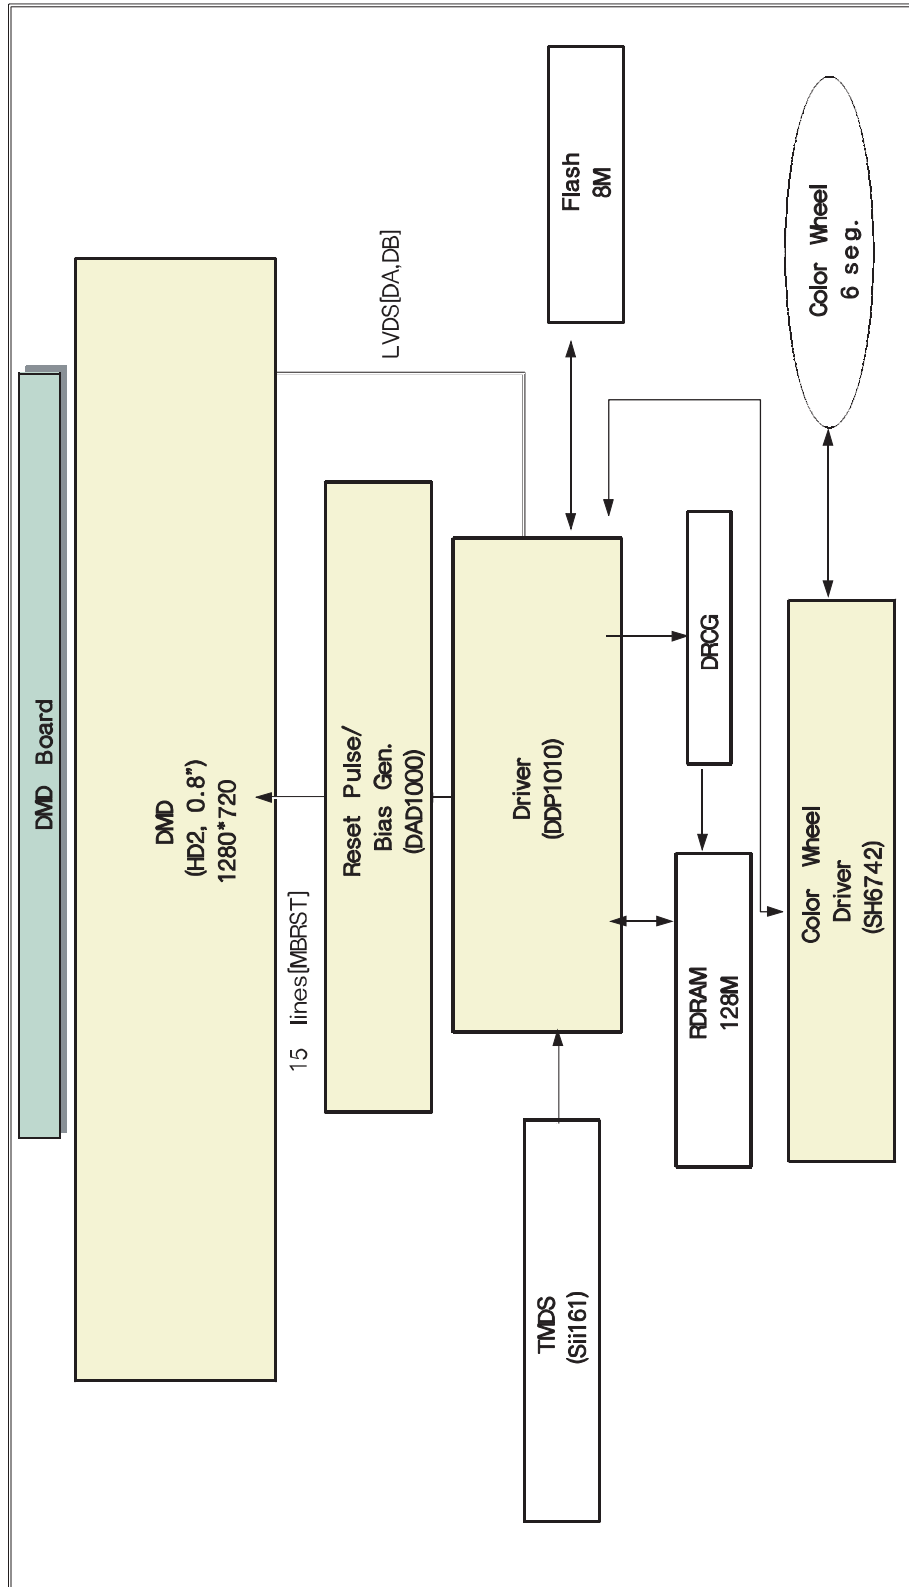 DMD Board
DMD
(HD2, 0.8")
1280*720
15 lines[MBRST]
LVDS[DA,DB]
Reset Pulse/
Bias Gen.
(DAD1000)
Driver
(DDP1010)
TMDS
(Sii161)
Flash
8M
RDRAM
128M
DRCG
Color Wheel
Driver
(SH6742)
Color Wheel
6 seg.